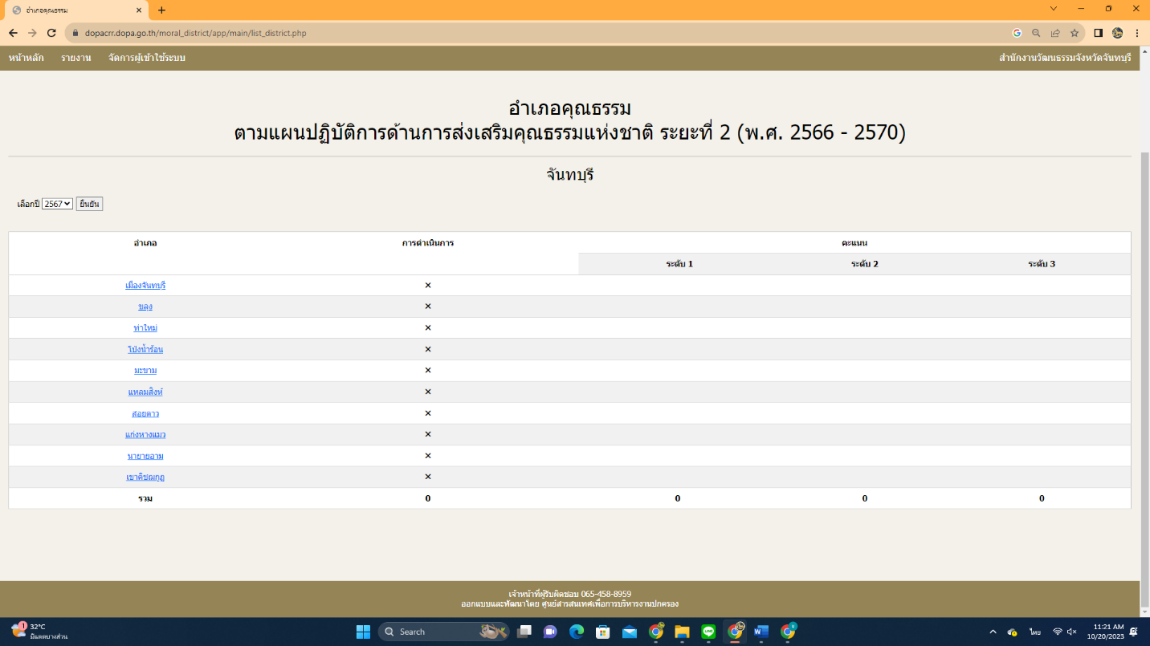 อำเภอคุณธรรม
dopacrr.dopa.go.th/moral_district/app/main/list_district.php
หน้าหลัก รายงาน จัดการผู้เข้าใช้ระบบ สำนักงานวัฒนธรรมจังหวัดจันทบุรี
อำเภอคุณธรรม
ตามแผนปฏิบัติการด้านการส่งเสริมคุณธรรมแห่งชาติ ระยะที่ 2 (พ.ศ. 2566 - 2570)
จันทบุรี
เลือกปี 2567 ยืนยัน
อำเภอ การดำเนินการ คะแนน
ระดับ 1 ระดับ 2 ระดับ 3
เมืองจันทบุรี ×
ขลุง ×
ท่าใหม่ ×
โป่งน้ำร้อน ×
มะขาม ×
แหลมสิงห์ ×
สอยดาว ×
แก่งหางแมว ×
นายายอาม ×
เขาคิชฌกูฏ ×
รวม 0 0 0 0
เจ้าหน้าที่ผู้รับผิดชอบ 065-458-8959
ออกแบบและพัฒนาโดย ศูนย์สารสนเทศเพื่อการบริหารงานปกครอง
32°C
มีแดดบางส่วน
Search
ไทย
11:21 AM
10/20/2023